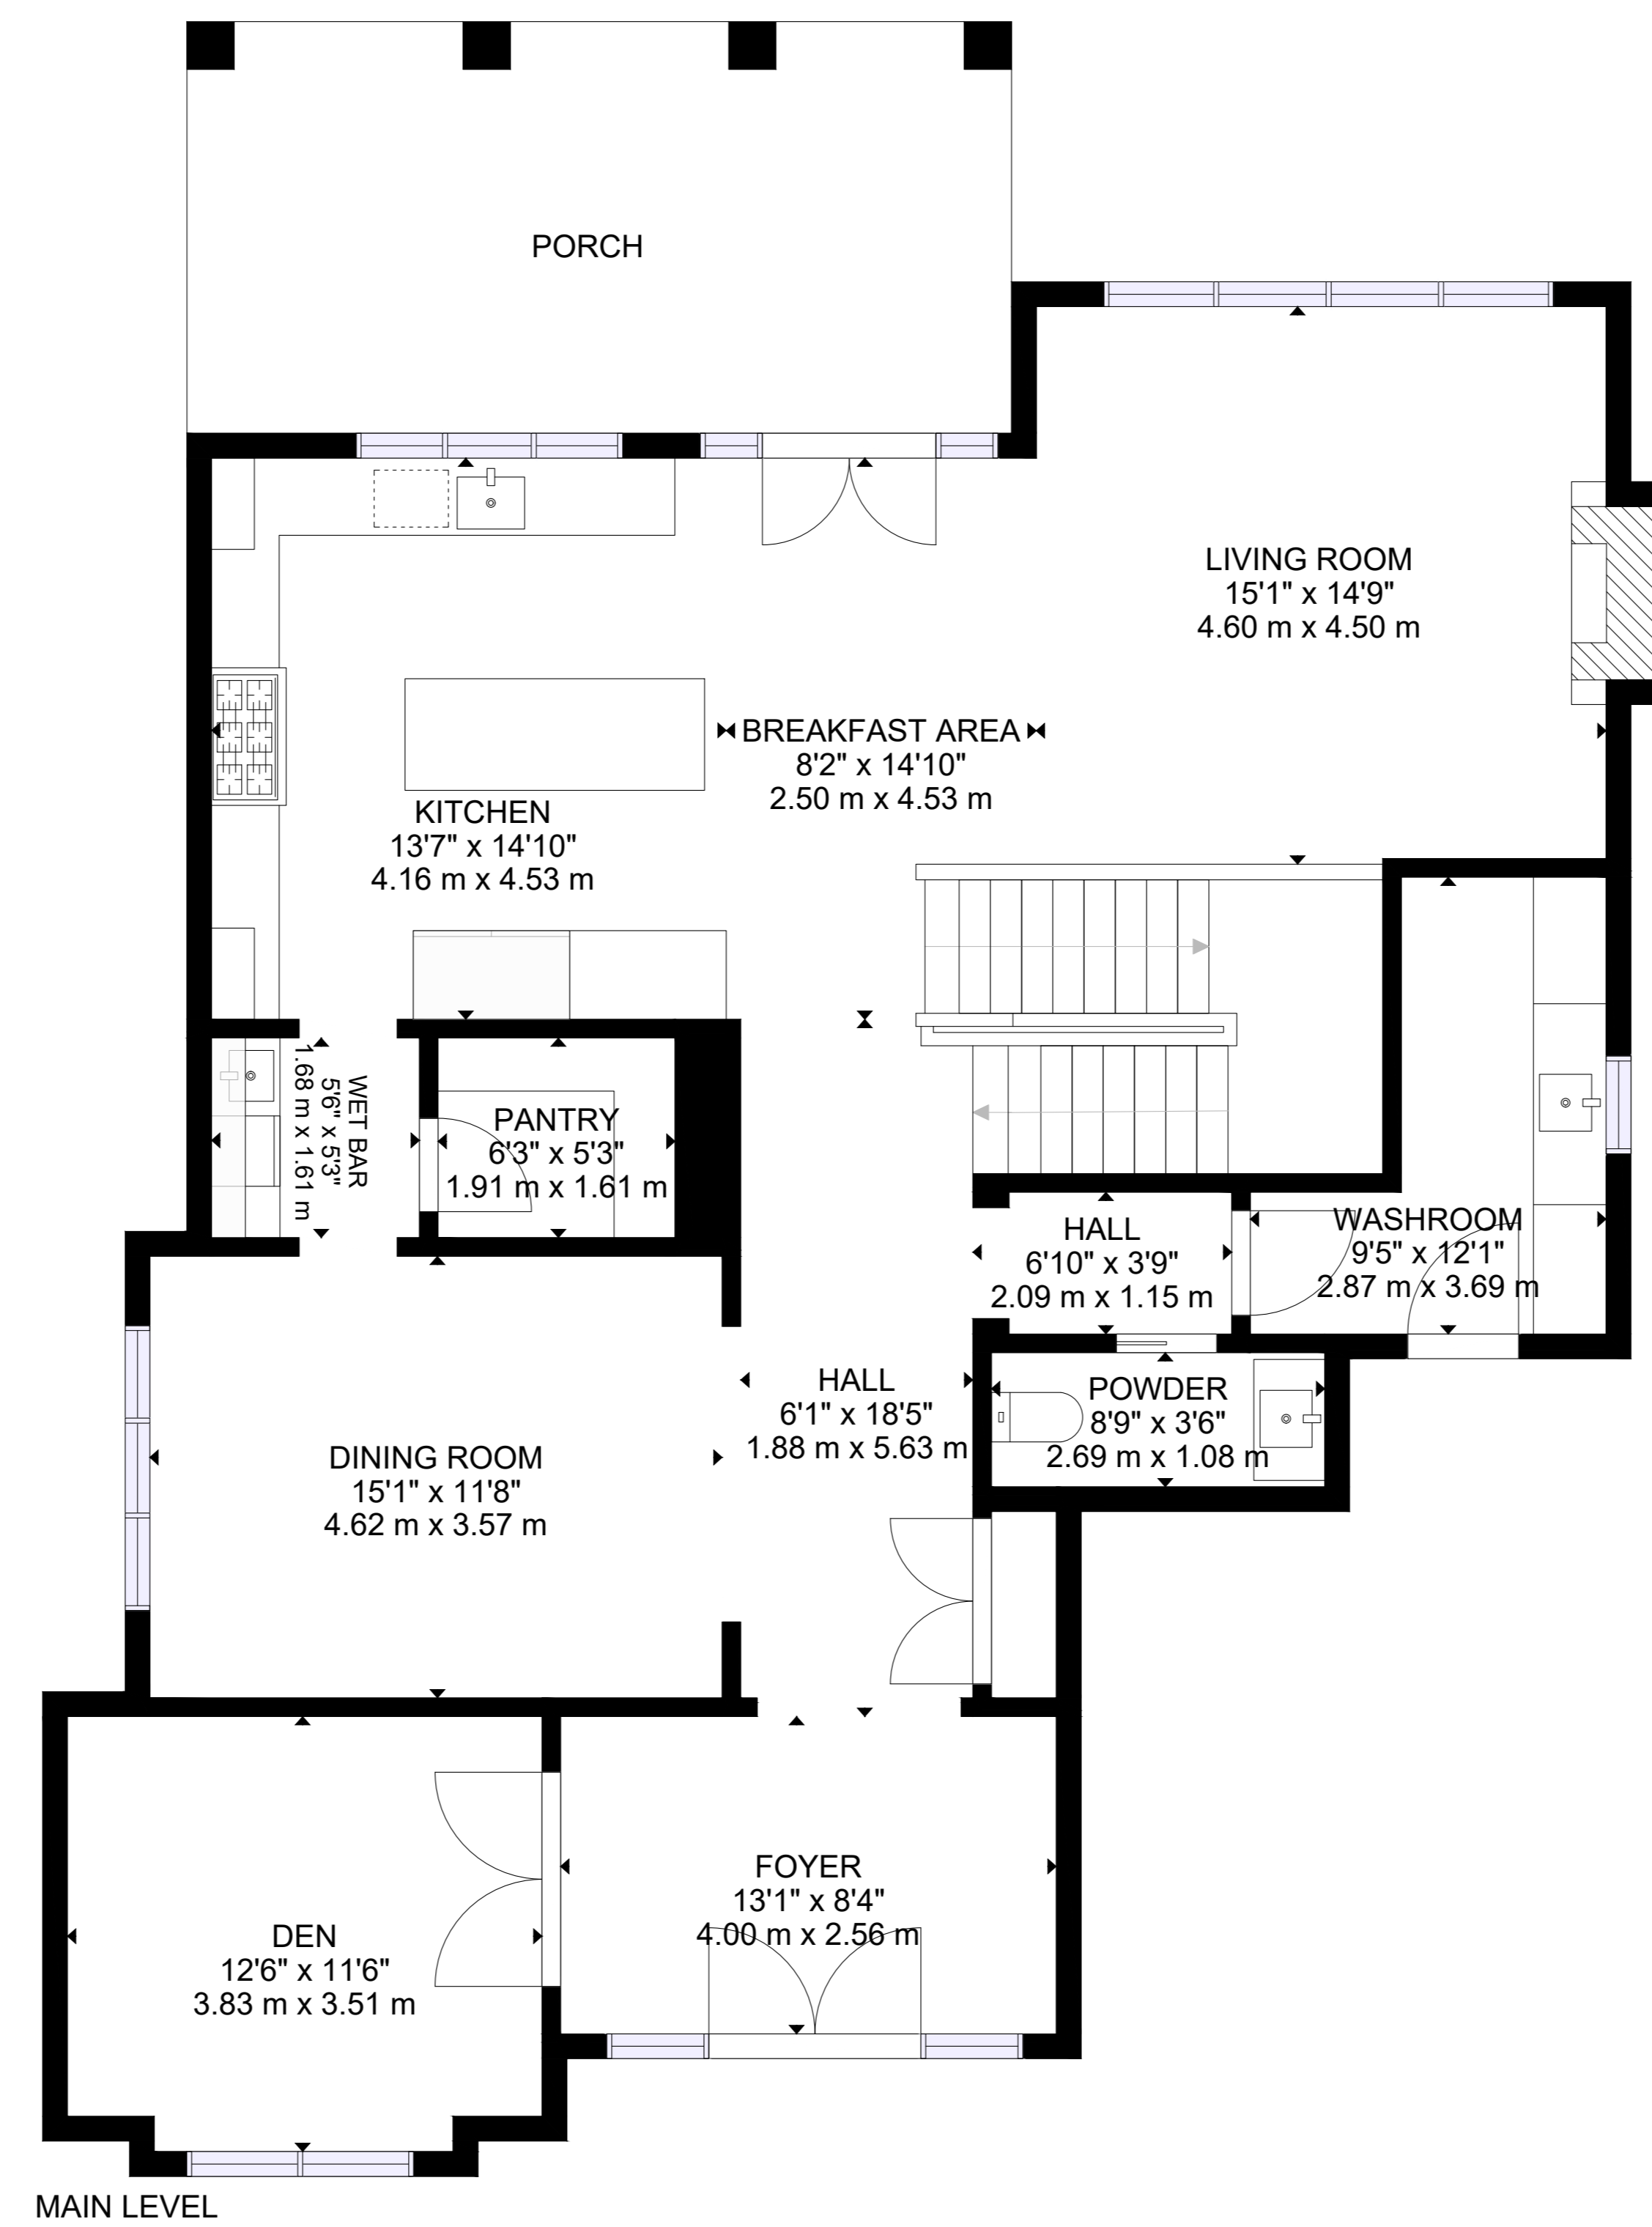 PORCH
LIVING ROOM
15'1" x 14'9"
4.60 m x 4.50 m
BREAKFAST AREA
8'2" x 14'10"
2.50 m x 4.53 m
KITCHEN
13'7" x 14'10"
4.16 m x 4.53 m
WET BAR
5'6" x 5'3"
1.68 m x 1.61 m
PANTRY
6'3" x 5'3"
1.91 m x 1.61 m
HALL
6'10" x 3'9"
2.09 m x 1.15 m
WASHROOM
9'5" x 12'1"
2.87 m x 3.69 m
HALL
6'1" x 18'5"
1.88 m x 5.63 m
POWDER
8'9" x 3'6"
2.69 m x 1.08 m
DINING ROOM
15'1" x 11'8"
4.62 m x 3.57 m
FOYER
13'1" x 8'4"
4.00 m x 2.56 m
DEN
12'6" x 11'6"
3.83 m x 3.51 m
MAIN LEVEL